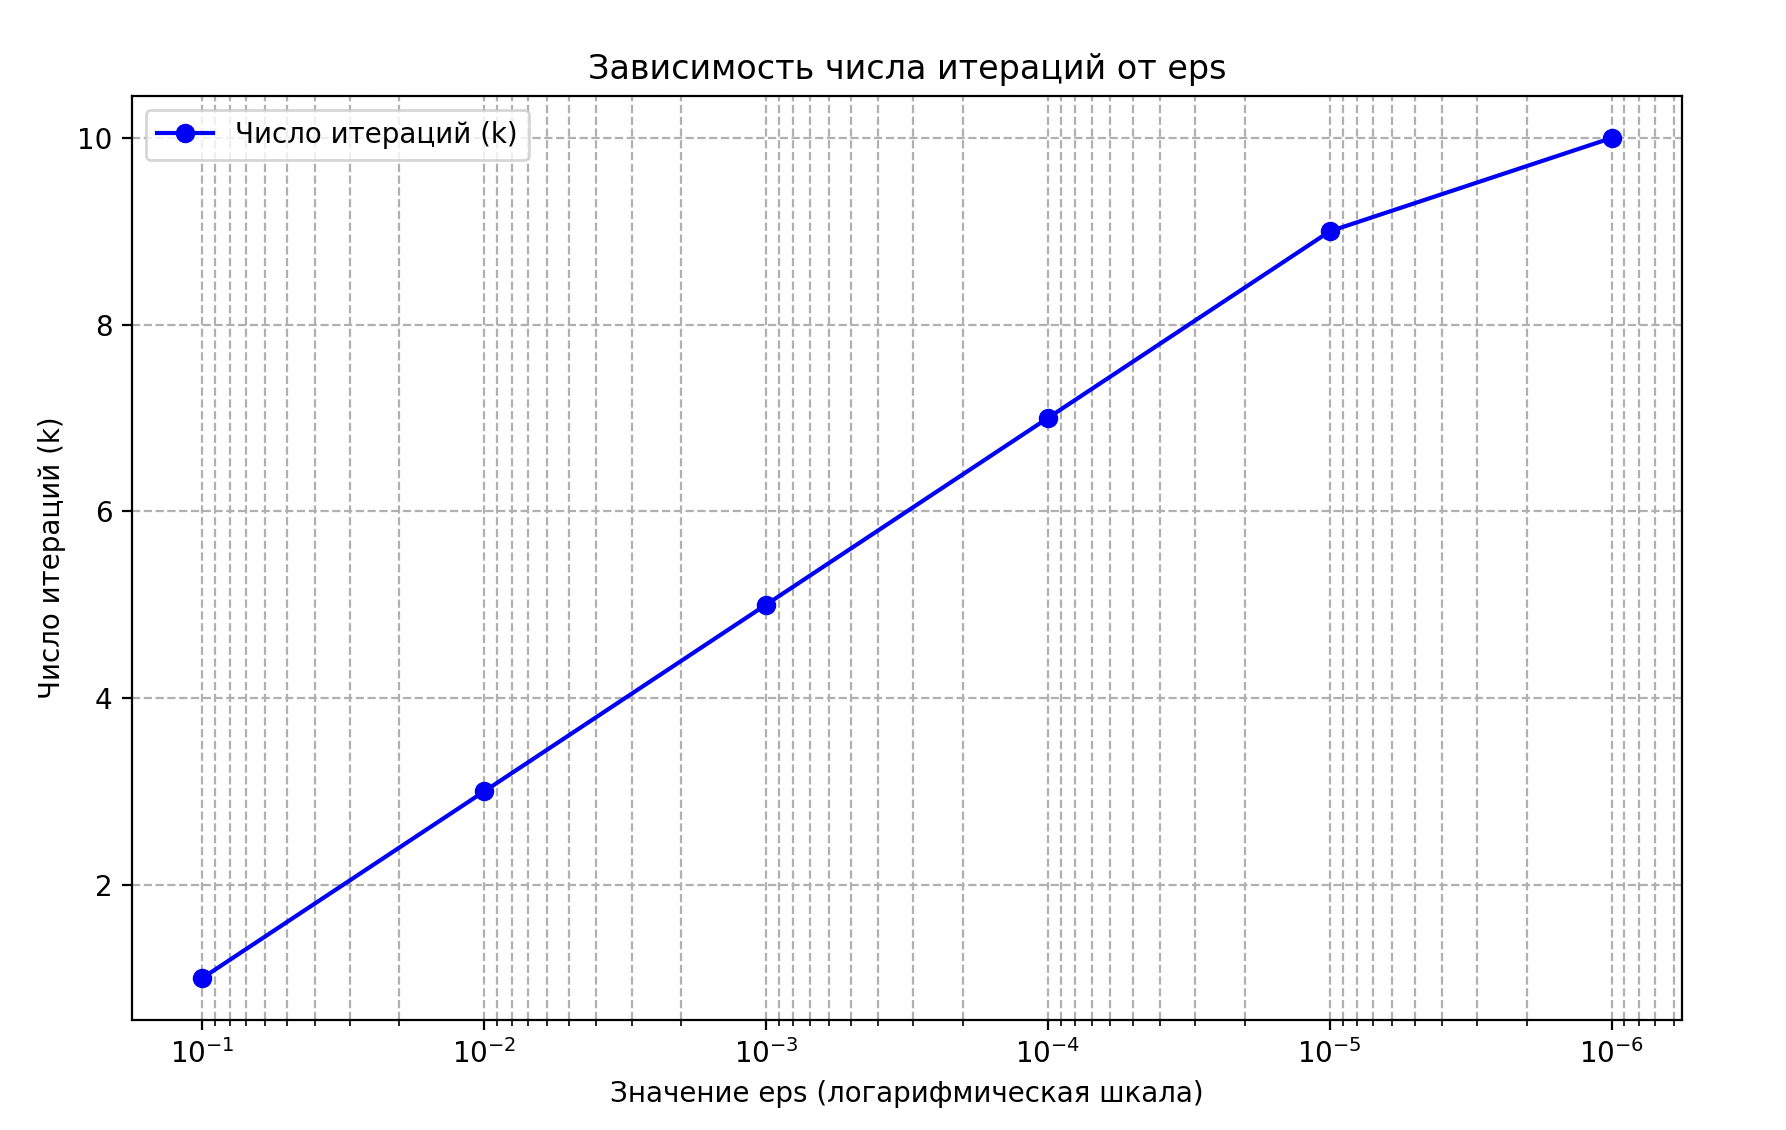 Зависимость числа итераций от eps
Число итераций (k)
10
8
6
4
2
Число итераций (k)
10⁻¹ 10⁻² 10⁻³ 10⁻⁴ 10⁻⁵ 10⁻⁶
Значение eps (логарифмическая шкала)